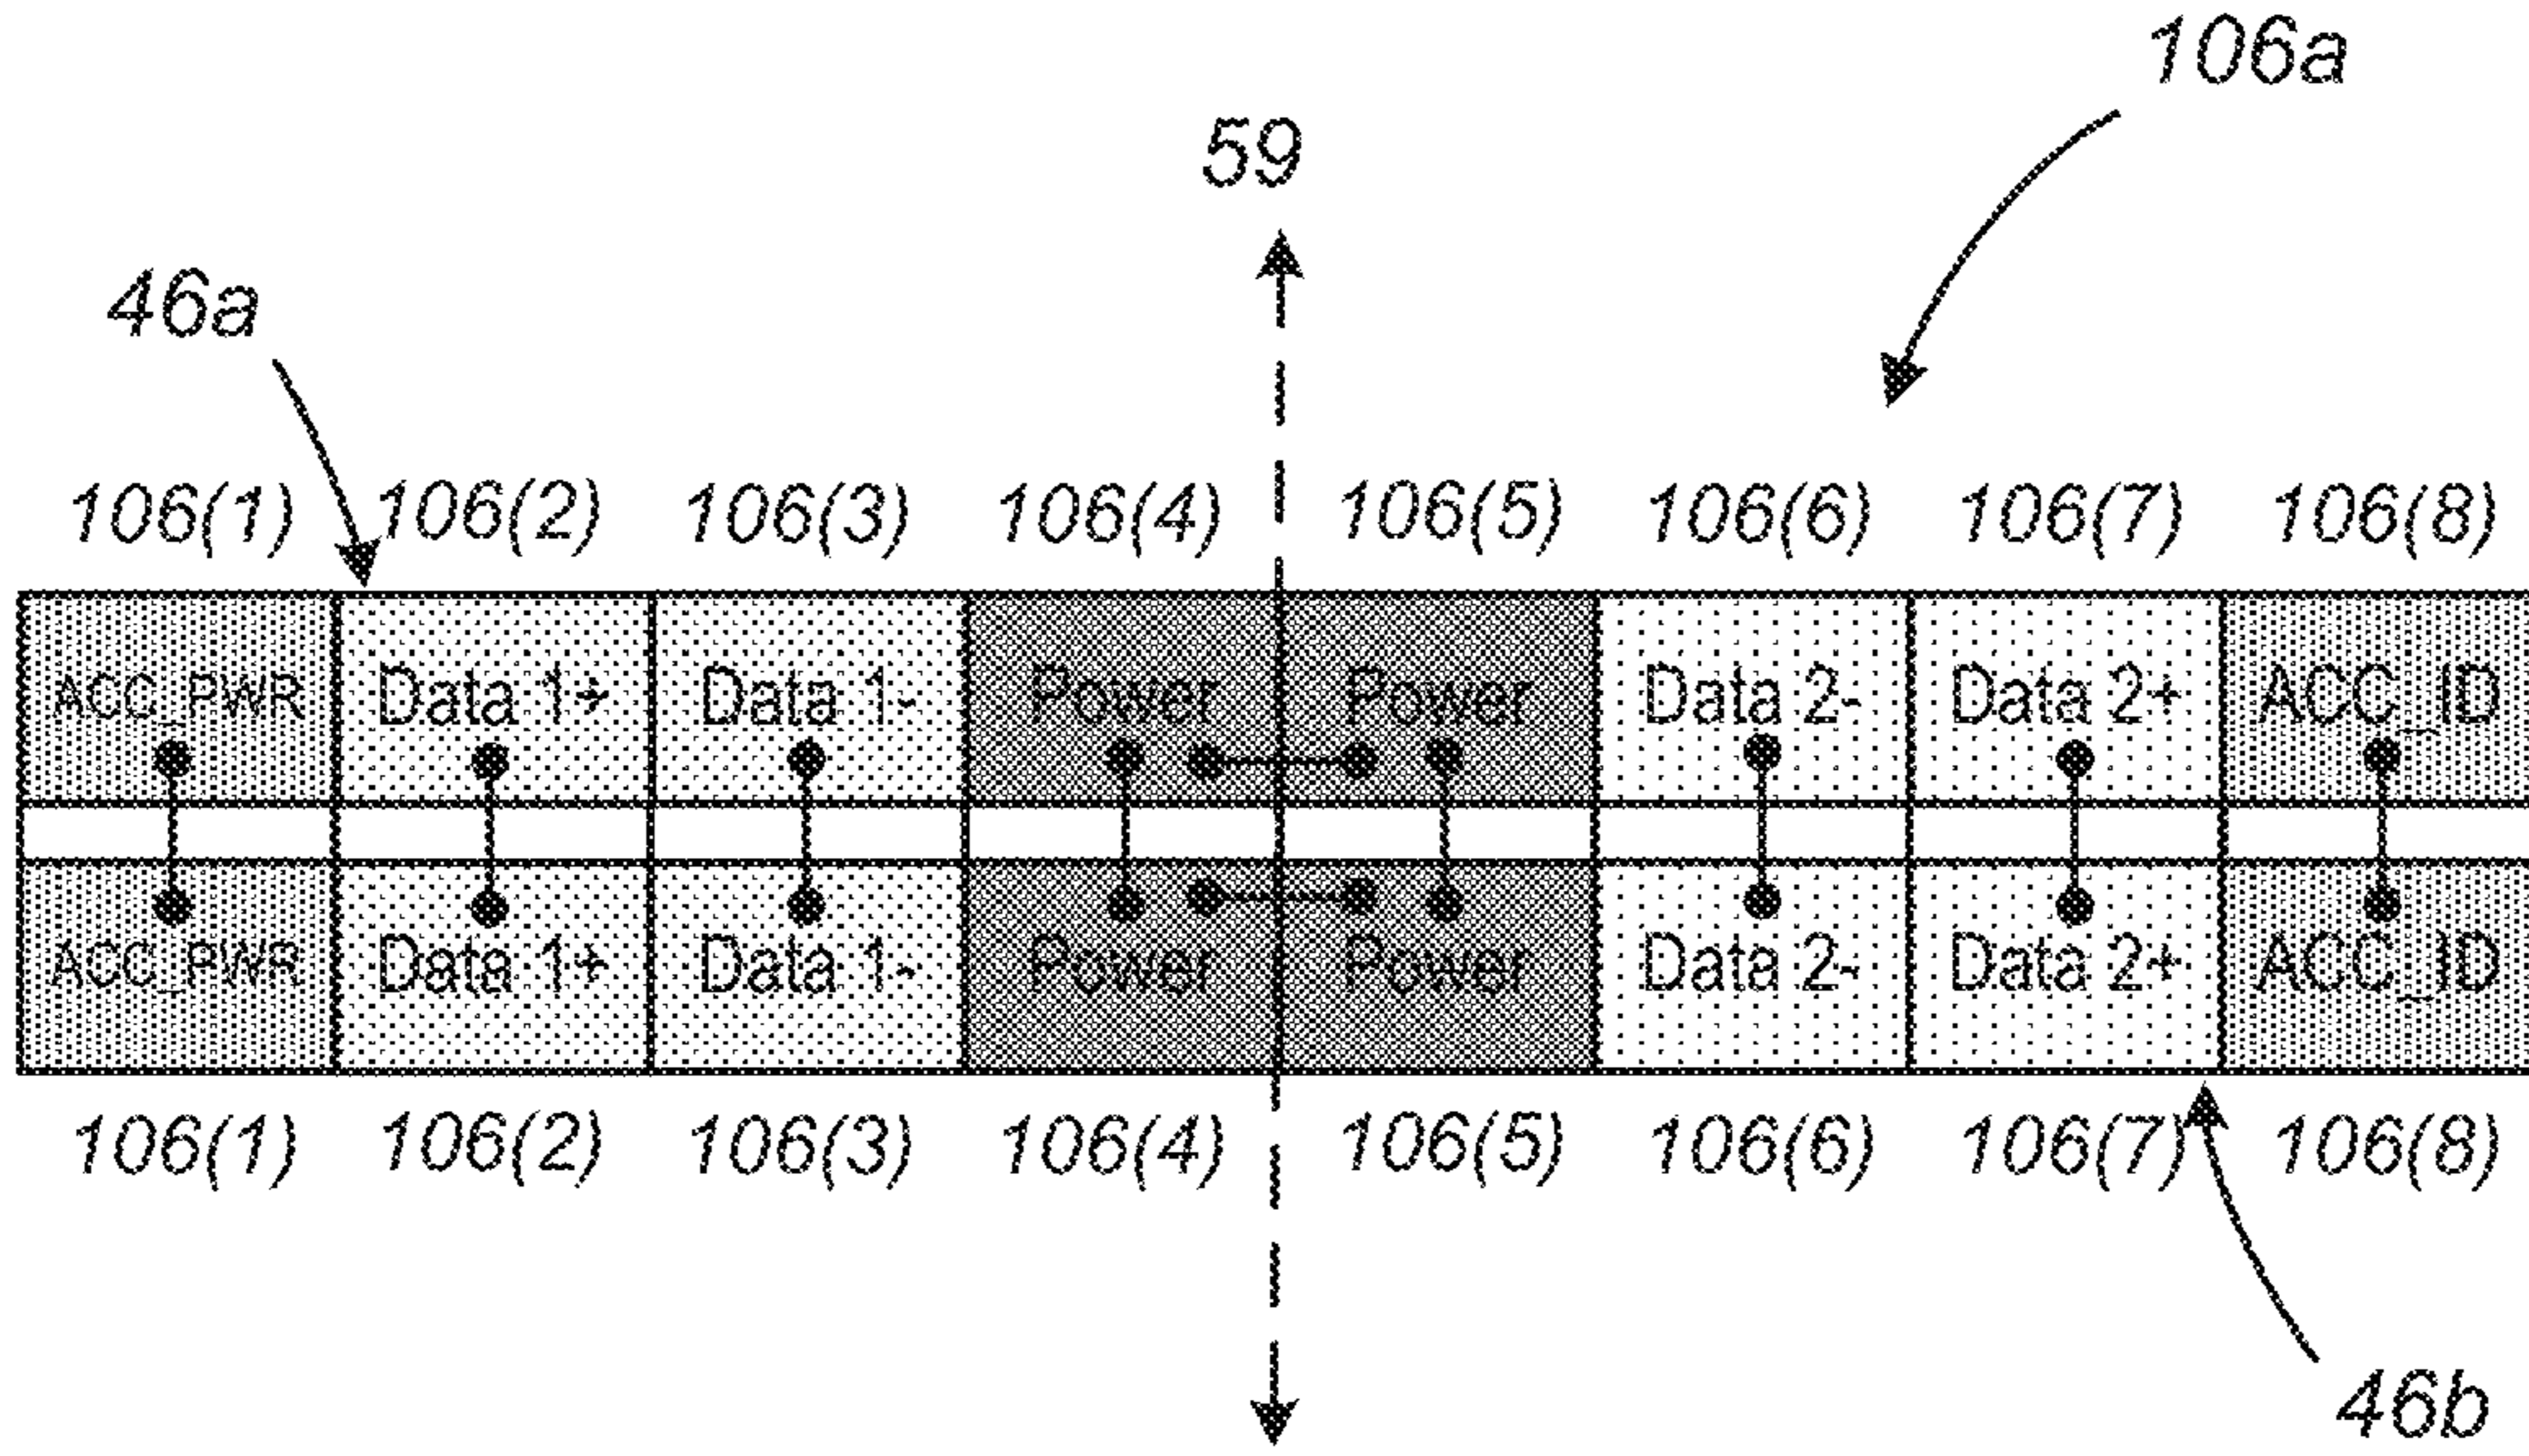 106a
59
46a
106(1) 106(2) 106(3) 106(4) 106(5) 106(6) 106(7) 106(8)
ACC_PWR Data 1+ Data 1- Power Power Data 2- Data 2+ ACC_ID
ACC_PWR Data 1+ Data 1- Power Power Data 2- Data 2+ ACC_ID
106(1) 106(2) 106(3) 106(4) 106(5) 106(6) 106(7) 106(8)
46b